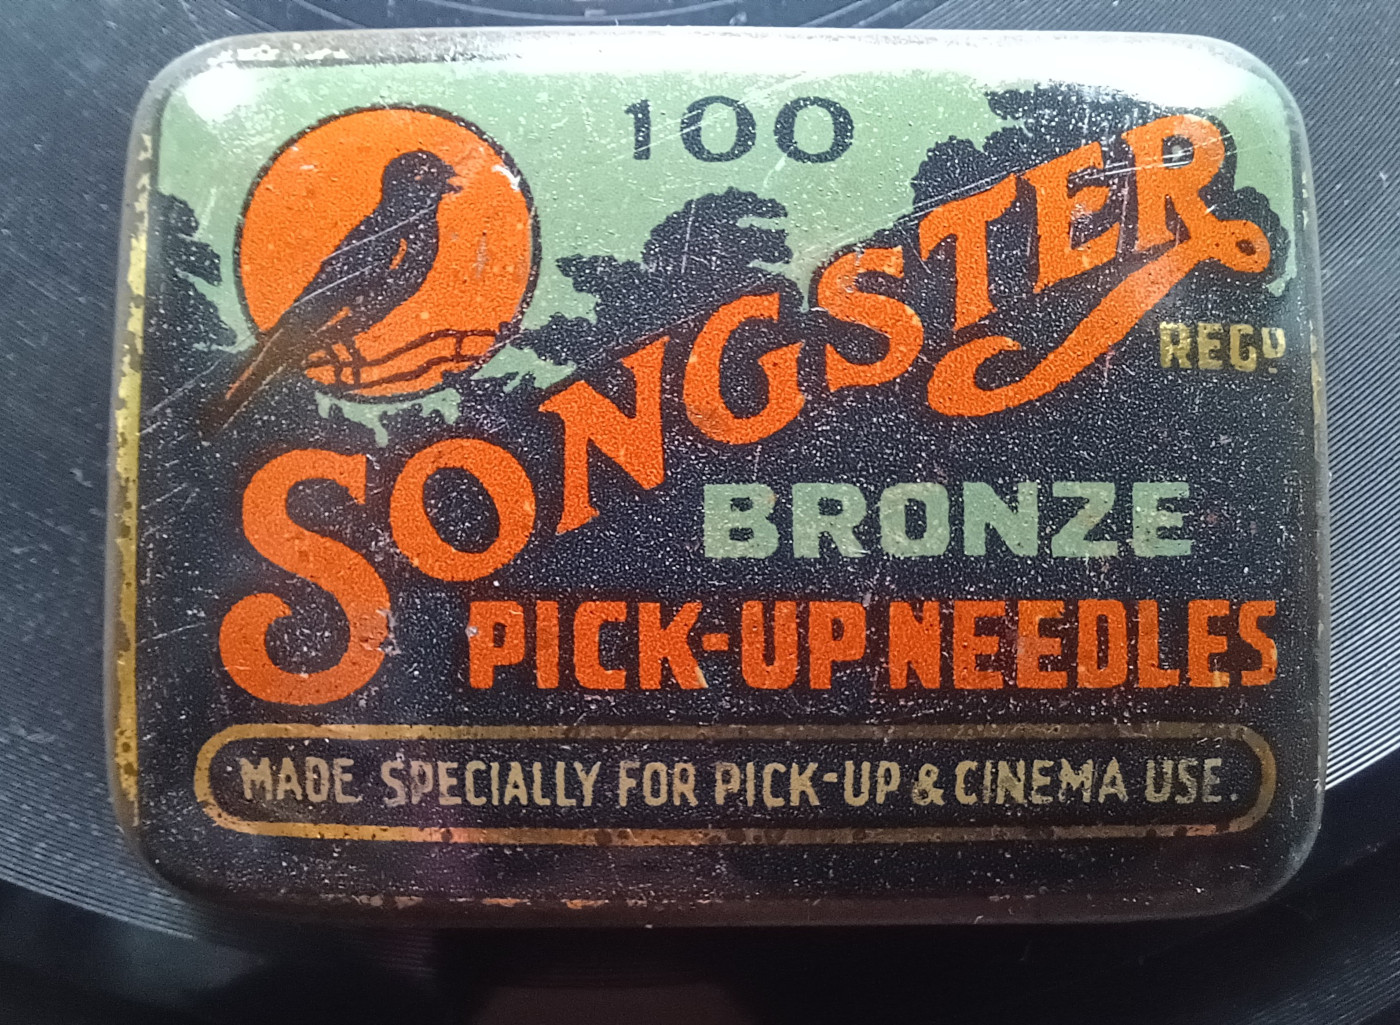 100
SONGSTER
REGD.
BRONZE
PICK-UP NEEDLES
MADE SPECIALLY FOR PICK-UP & CINEMA USE.